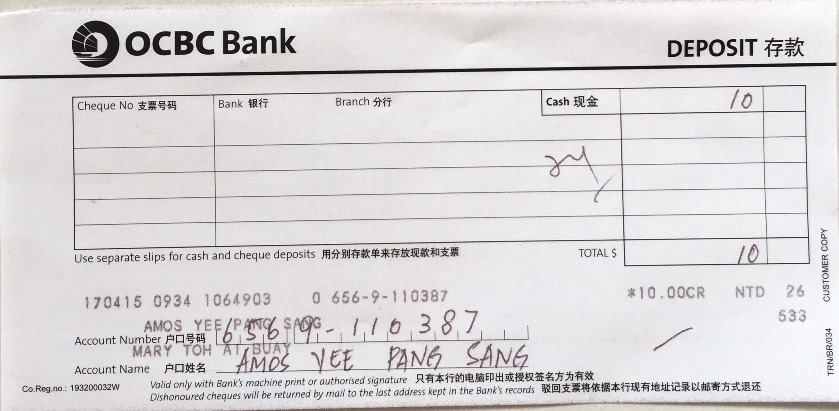 OCBC Bank
DEPOSIT 存款
Cheque No 支票号码 Bank 银行 Branch 分行 Cash 现金 10
Use separate slips for cash and cheque deposits 用分别存款单来存放现款和支票 TOTAL $ 10
170415 0934 1064903 0 656-9-110387 *10.00CR NTD 26
533
AMOS YEE/PANG SANG
Account Number 户口号码 6569-110387
MARY TOH AI BUAY
Account Name 户口姓名 AMOS YEE PANG SANG
Co.Reg.no.: 193200032W Valid only with Bank's machine print or authorised signature 只有本行的电脑印出或授权签名方为有效
Dishonoured cheques will be returned by mail to the last address kept in the Bank's records 驳回支票将依据本行现有地址记录以邮寄方式退还
TRN/BR/034 CUSTOMER COPY